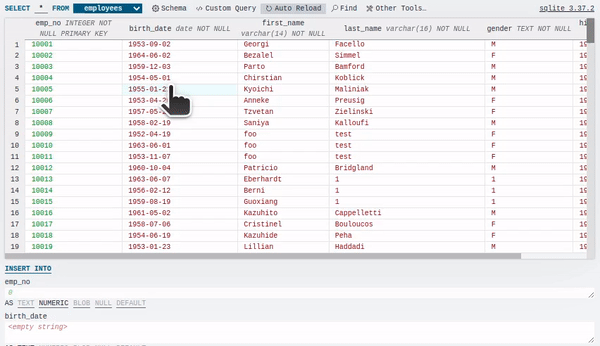 SELECT * FROM employees Schema Custom Query Auto Reload Find Other Tools... sqlite 3.37.2
emp_no INTEGER NOT NULL PRIMARY KEY birth_date date NOT NULL first_name varchar(14) NOT NULL last_name varchar(16) NOT NULL gender TEXT NOT NULL hi
1 10001 1953-09-02 Georgi Facello M 19
2 10002 1964-06-02 Bezalel Simmel F 19
3 10003 1959-12-03 Parto Bamford M 19
4 10004 1954-05-01 Chirstian Koblick M 19
5 10005 1955-01-2 Kyoichi Maliniak M 19
6 10006 1953-04-2 Anneke Preusig F 19
7 10007 1957-05- Tzvetan Zielinski F 19
8 10008 1958-02-19 Saniya Kalloufi M 19
9 10009 1952-04-19 foo test F 19
10 10010 1963-06-01 foo test F 19
11 10011 1953-11-07 foo test F 19
12 10012 1960-10-04 Patricio Bridgland M 19
13 10013 1963-06-07 Eberhardt 1 1 19
14 10014 1956-02-12 Berni 1 1 19
15 10015 1959-08-19 Guoxiang 1 1 19
16 10016 1961-05-02 Kazuhito Cappelletti M 19
17 10017 1958-07-06 Cristinel Bouloucos F 19
18 10018 1954-06-19 Kazuhide Peha F 19
19 10019 1953-01-23 Lillian Haddadi M 19
INSERT INTO
emp_no
#
AS TEXT NUMERIC BLOB NULL DEFAULT
birth_date
<empty string>